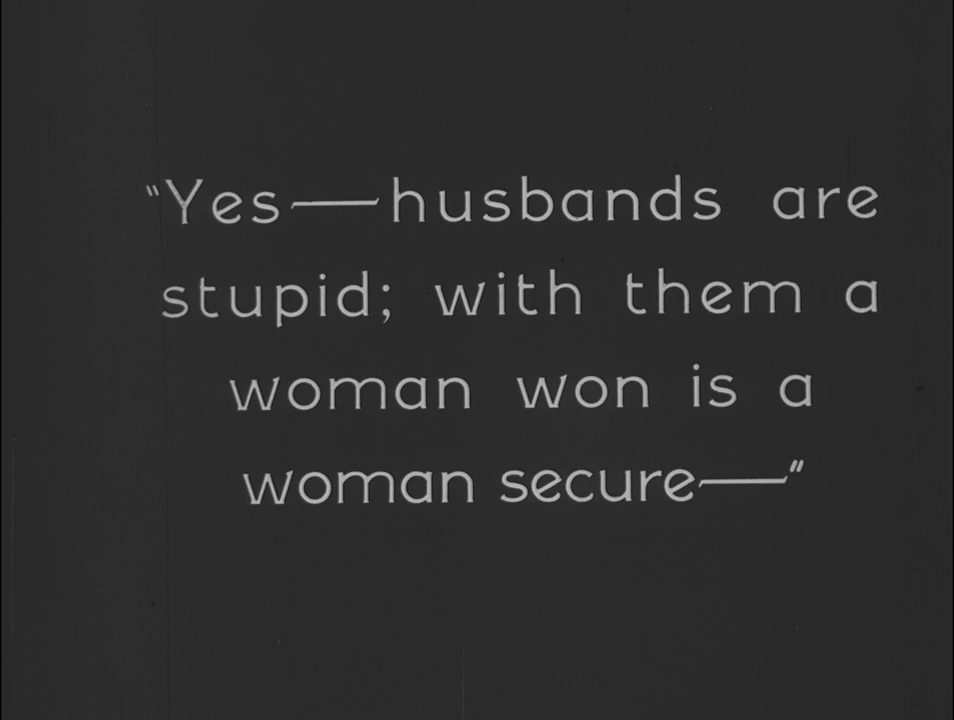 "Yes—husbands are
stupid; with them a
woman won is a
woman secure—"